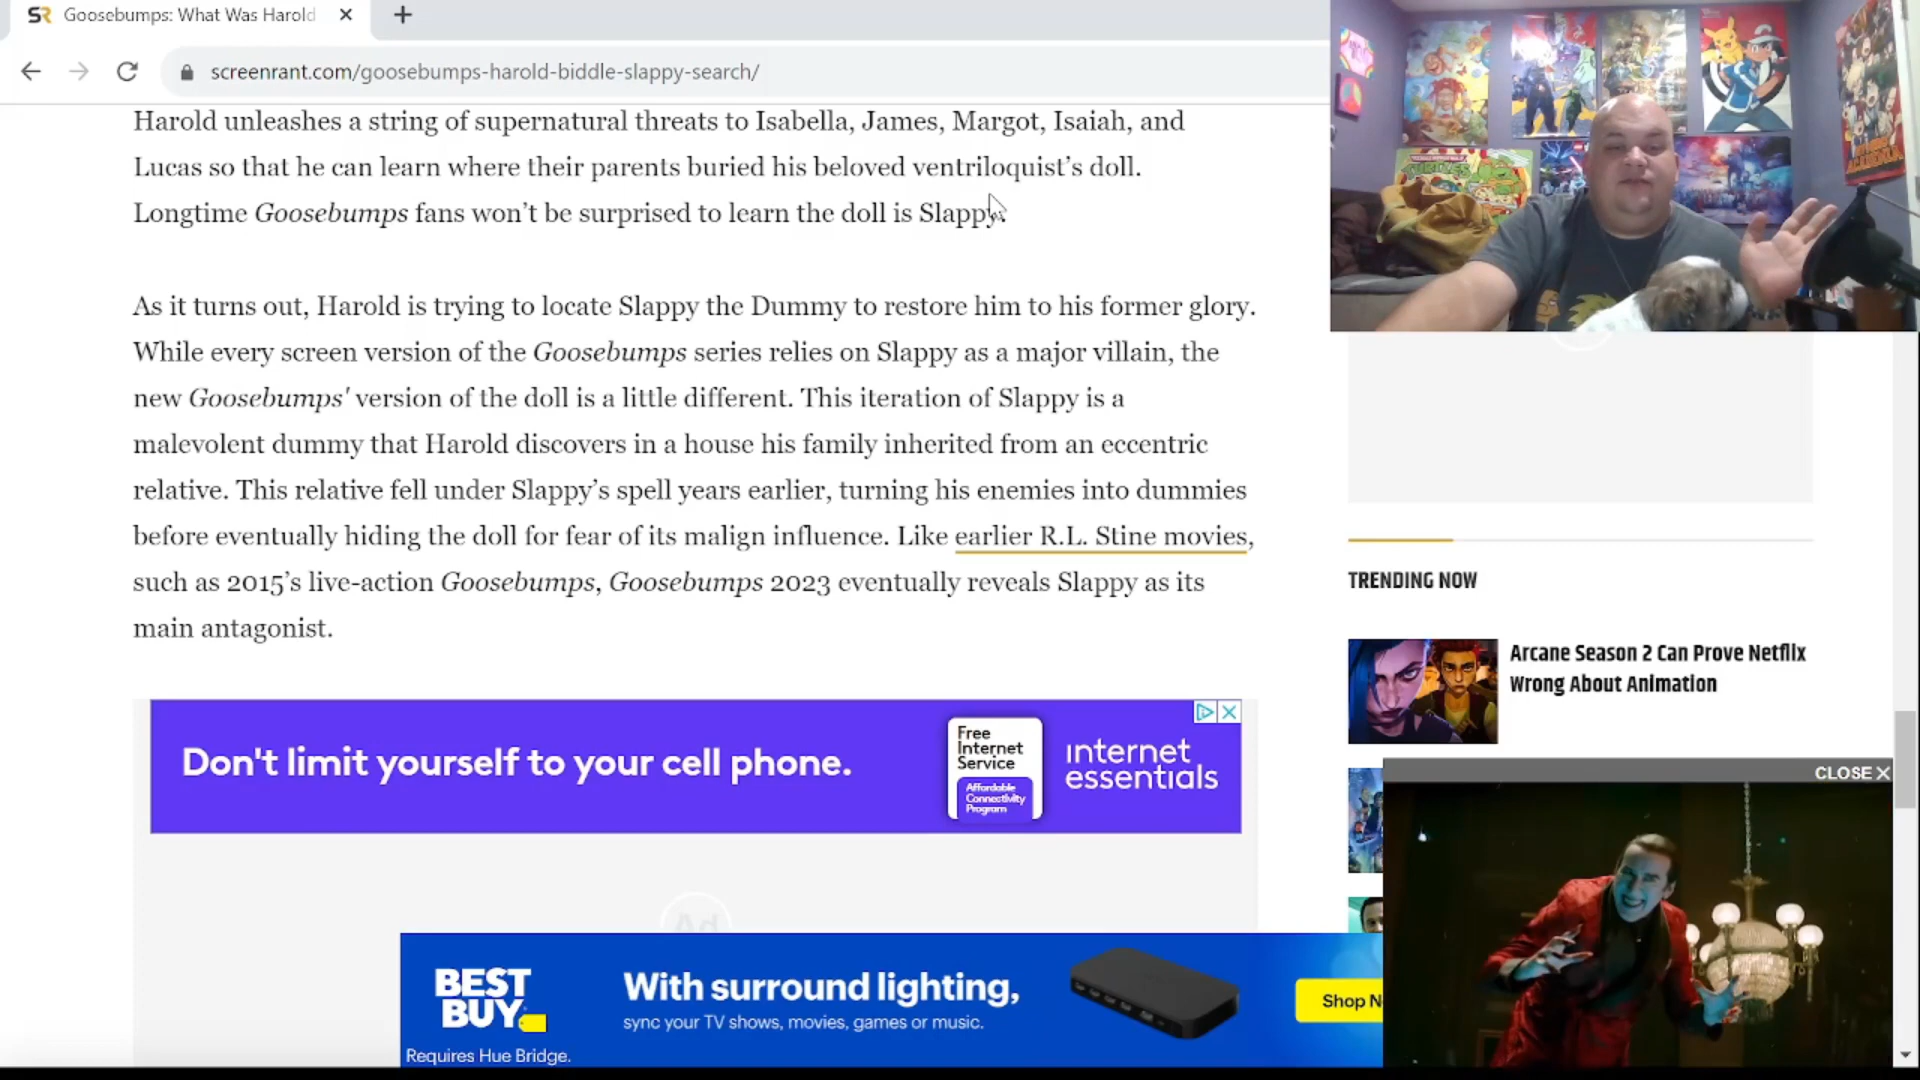 SR Goosebumps: What Was Harold
screenrant.com/goosebumps-harold-biddle-slappy-search/
Harold unleashes a string of supernatural threats to Isabella, James, Margot, Isaiah, and
Lucas so that he can learn where their parents buried his beloved ventriloquist's doll.
Longtime Goosebumps fans won't be surprised to learn the doll is Slappy.
As it turns out, Harold is trying to locate Slappy the Dummy to restore him to his former glory.
While every screen version of the Goosebumps series relies on Slappy as a major villain, the
new Goosebumps' version of the doll is a little different. This iteration of Slappy is a
malevolent dummy that Harold discovers in a house his family inherited from an eccentric
relative. This relative fell under Slappy's spell years earlier, turning his enemies into dummies
before eventually hiding the doll for fear of its malign influence. Like earlier R.L. Stine movies,
such as 2015's live-action Goosebumps, Goosebumps 2023 eventually reveals Slappy as its
main antagonist.
Don't limit yourself to your cell phone.
Free
Internet
Service
Affordable
Connectivity
Program
internet
essentials
Ad
BEST
BUY
Requires Hue Bridge.
With surround lighting,
sync your TV shows, movies, games or music.
Shop
TRENDING NOW
Arcane Season 2 Can Prove Netflix
Wrong About Animation
CLOSE X